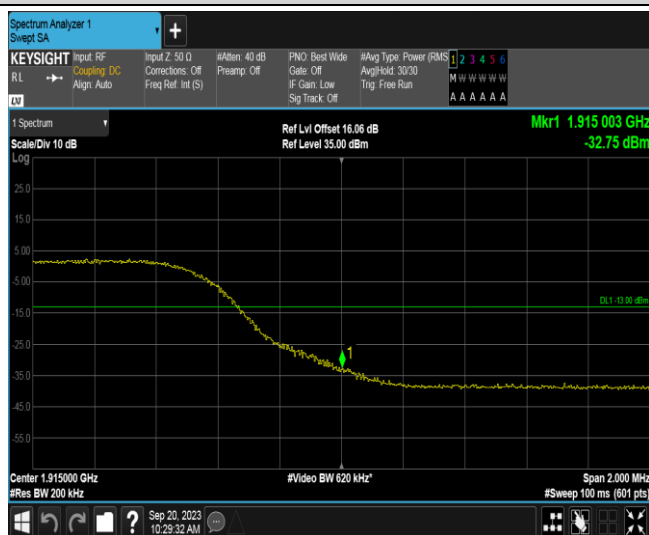 Spectrum Analyzer 1
Swept SA
+
KEYSIGHT
RL
LXI
Input: RF
Coupling: DC
Align: Auto
Input Z: 50 Ω
Corrections: Off
Freq Ref: Int (S)
#Atten: 40 dB
Preamp: Off
PNO: Best Wide
Gate: Off
IF Gain: Low
Sig Track: Off
#Avg Type: Power (RMS
Avg|Hold: 30/30
Trig: Free Run
1 2 3 4 5 6
M W W W W W
A A A A A A
1 Spectrum
Scale/Div 10 dB
Log
Ref Lvl Offset 16.06 dB
Ref Level 35.00 dBm
Mkr1 1.915 003 GHz
-32.75 dBm
25.0
15.0
5.00
-5.00
-15.0
-25.0
-35.0
-45.0
-55.0
DL1 -13.00 dBm
1
Center 1.915000 GHz
#Res BW 200 kHz
#Video BW 620 kHz*
Span 2.000 MHz
#Sweep 100 ms (601 pts)
?
Sep 20, 2023
10:29:32 AM